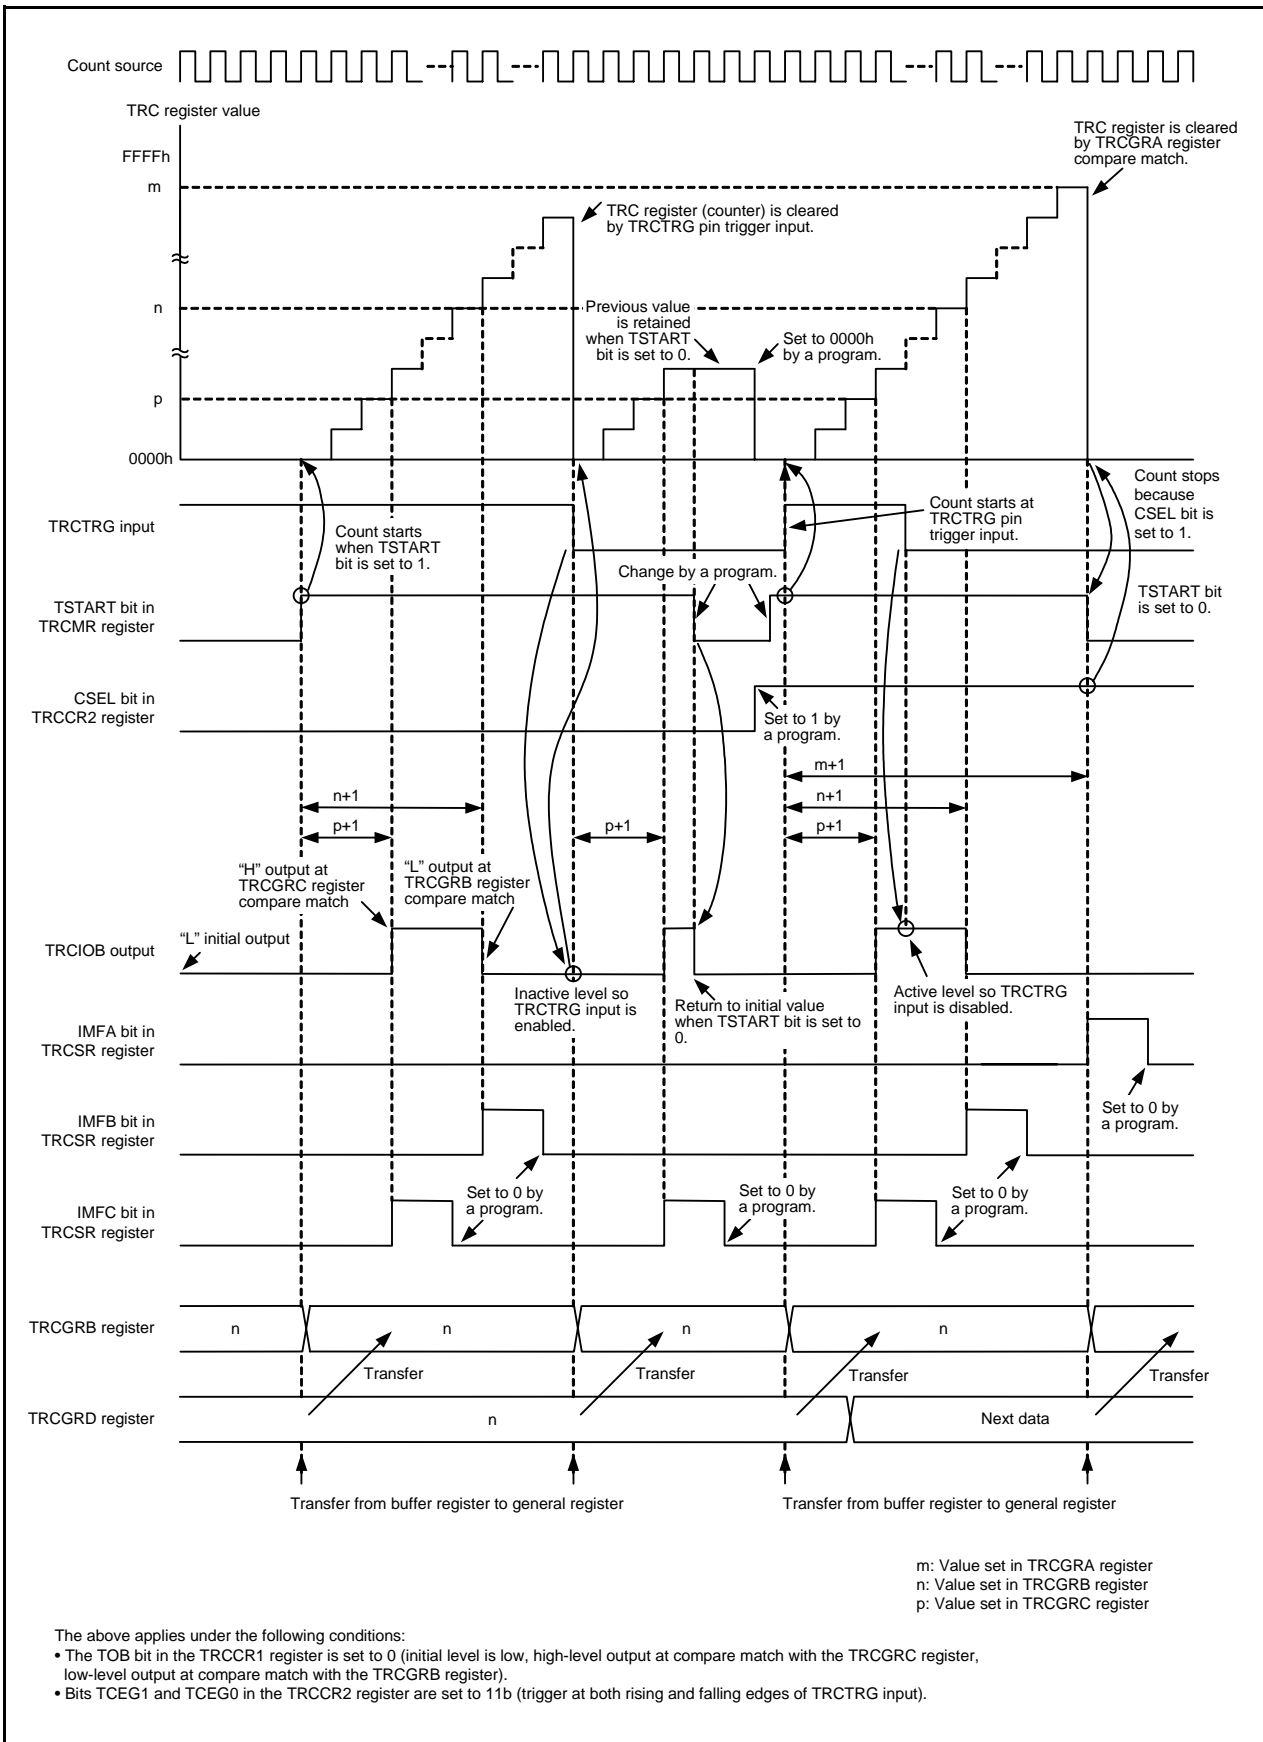 Count source
TRC register value
FFFFh
m
TRC register is cleared
by TRCGRA register
compare match.
TRC register (counter) is cleared
by TRCTRG pin trigger input.
n
Previous value
is retained
when TSTART
bit is set to 0.
Set to 0000h
by a program.
p
0000h
TRCTRG input
Count starts
when TSTART
bit is set to 1.
Count starts at
TRCTRG pin
trigger input.
Count stops
because
CSEL bit is
set to 1.
Change by a program.
TSTART bit in
TRCMR register
TSTART bit
is set to 0.
CSEL bit in
TRCCR2 register
Set to 1 by
a program.
m+1
n+1
n+1
p+1
p+1
p+1
“H” output at
TRCGRC register
compare match
“L” output at
TRCGRB register
compare match
TRCIOB output
“L” initial output
Inactive level so
TRCTRG input is
enabled.
Return to initial value
when TSTART bit is set to
0.
Active level so TRCTRG
input is disabled.
IMFA bit in
TRCSR register
Set to 0 by
a program.
IMFB bit in
TRCSR register
Set to 0 by
a program.
Set to 0 by
a program.
Set to 0 by
a program.
IMFC bit in
TRCSR register
TRCGRB register
n
n
n
n
Transfer
Transfer
Transfer
Transfer
TRCGRD register
n
Next data
Transfer from buffer register to general register
Transfer from buffer register to general register
m: Value set in TRCGRA register
n: Value set in TRCGRB register
p: Value set in TRCGRC register
The above applies under the following conditions:
• The TOB bit in the TRCCR1 register is set to 0 (initial level is low, high-level output at compare match with the TRCGRC register,
low-level output at compare match with the TRCGRB register).
• Bits TCEG1 and TCEG0 in the TRCCR2 register are set to 11b (trigger at both rising and falling edges of TRCTRG input).